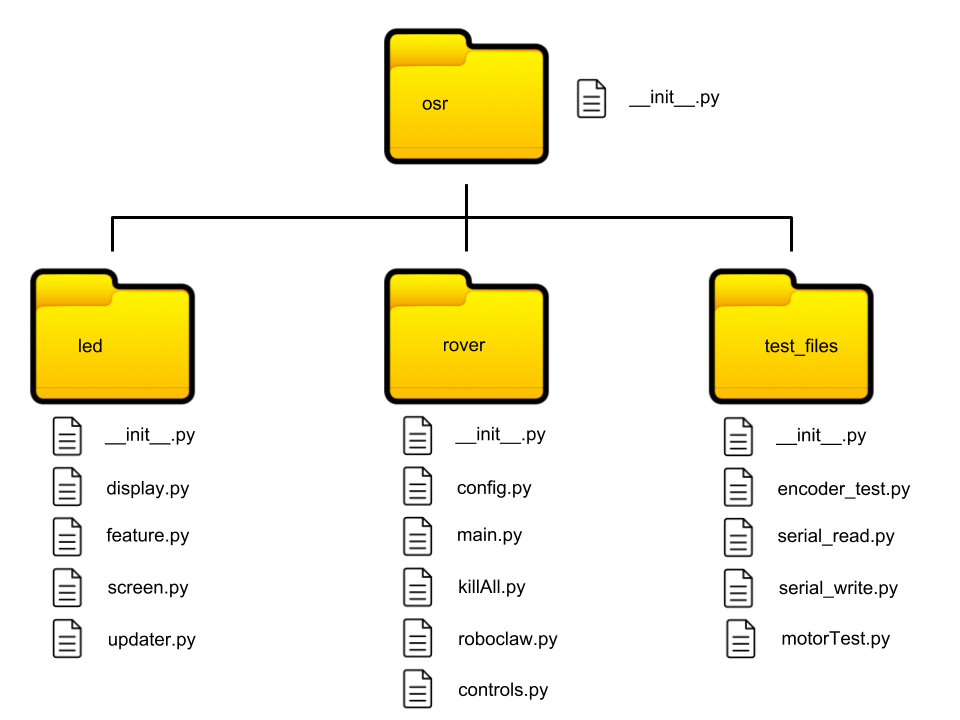 osr
__init__.py
led
__init__.py
display.py
feature.py
screen.py
updater.py
rover
__init__.py
config.py
main.py
killAll.py
roboclaw.py
controls.py
test_files
__init__.py
encoder_test.py
serial_read.py
serial_write.py
motorTest.py